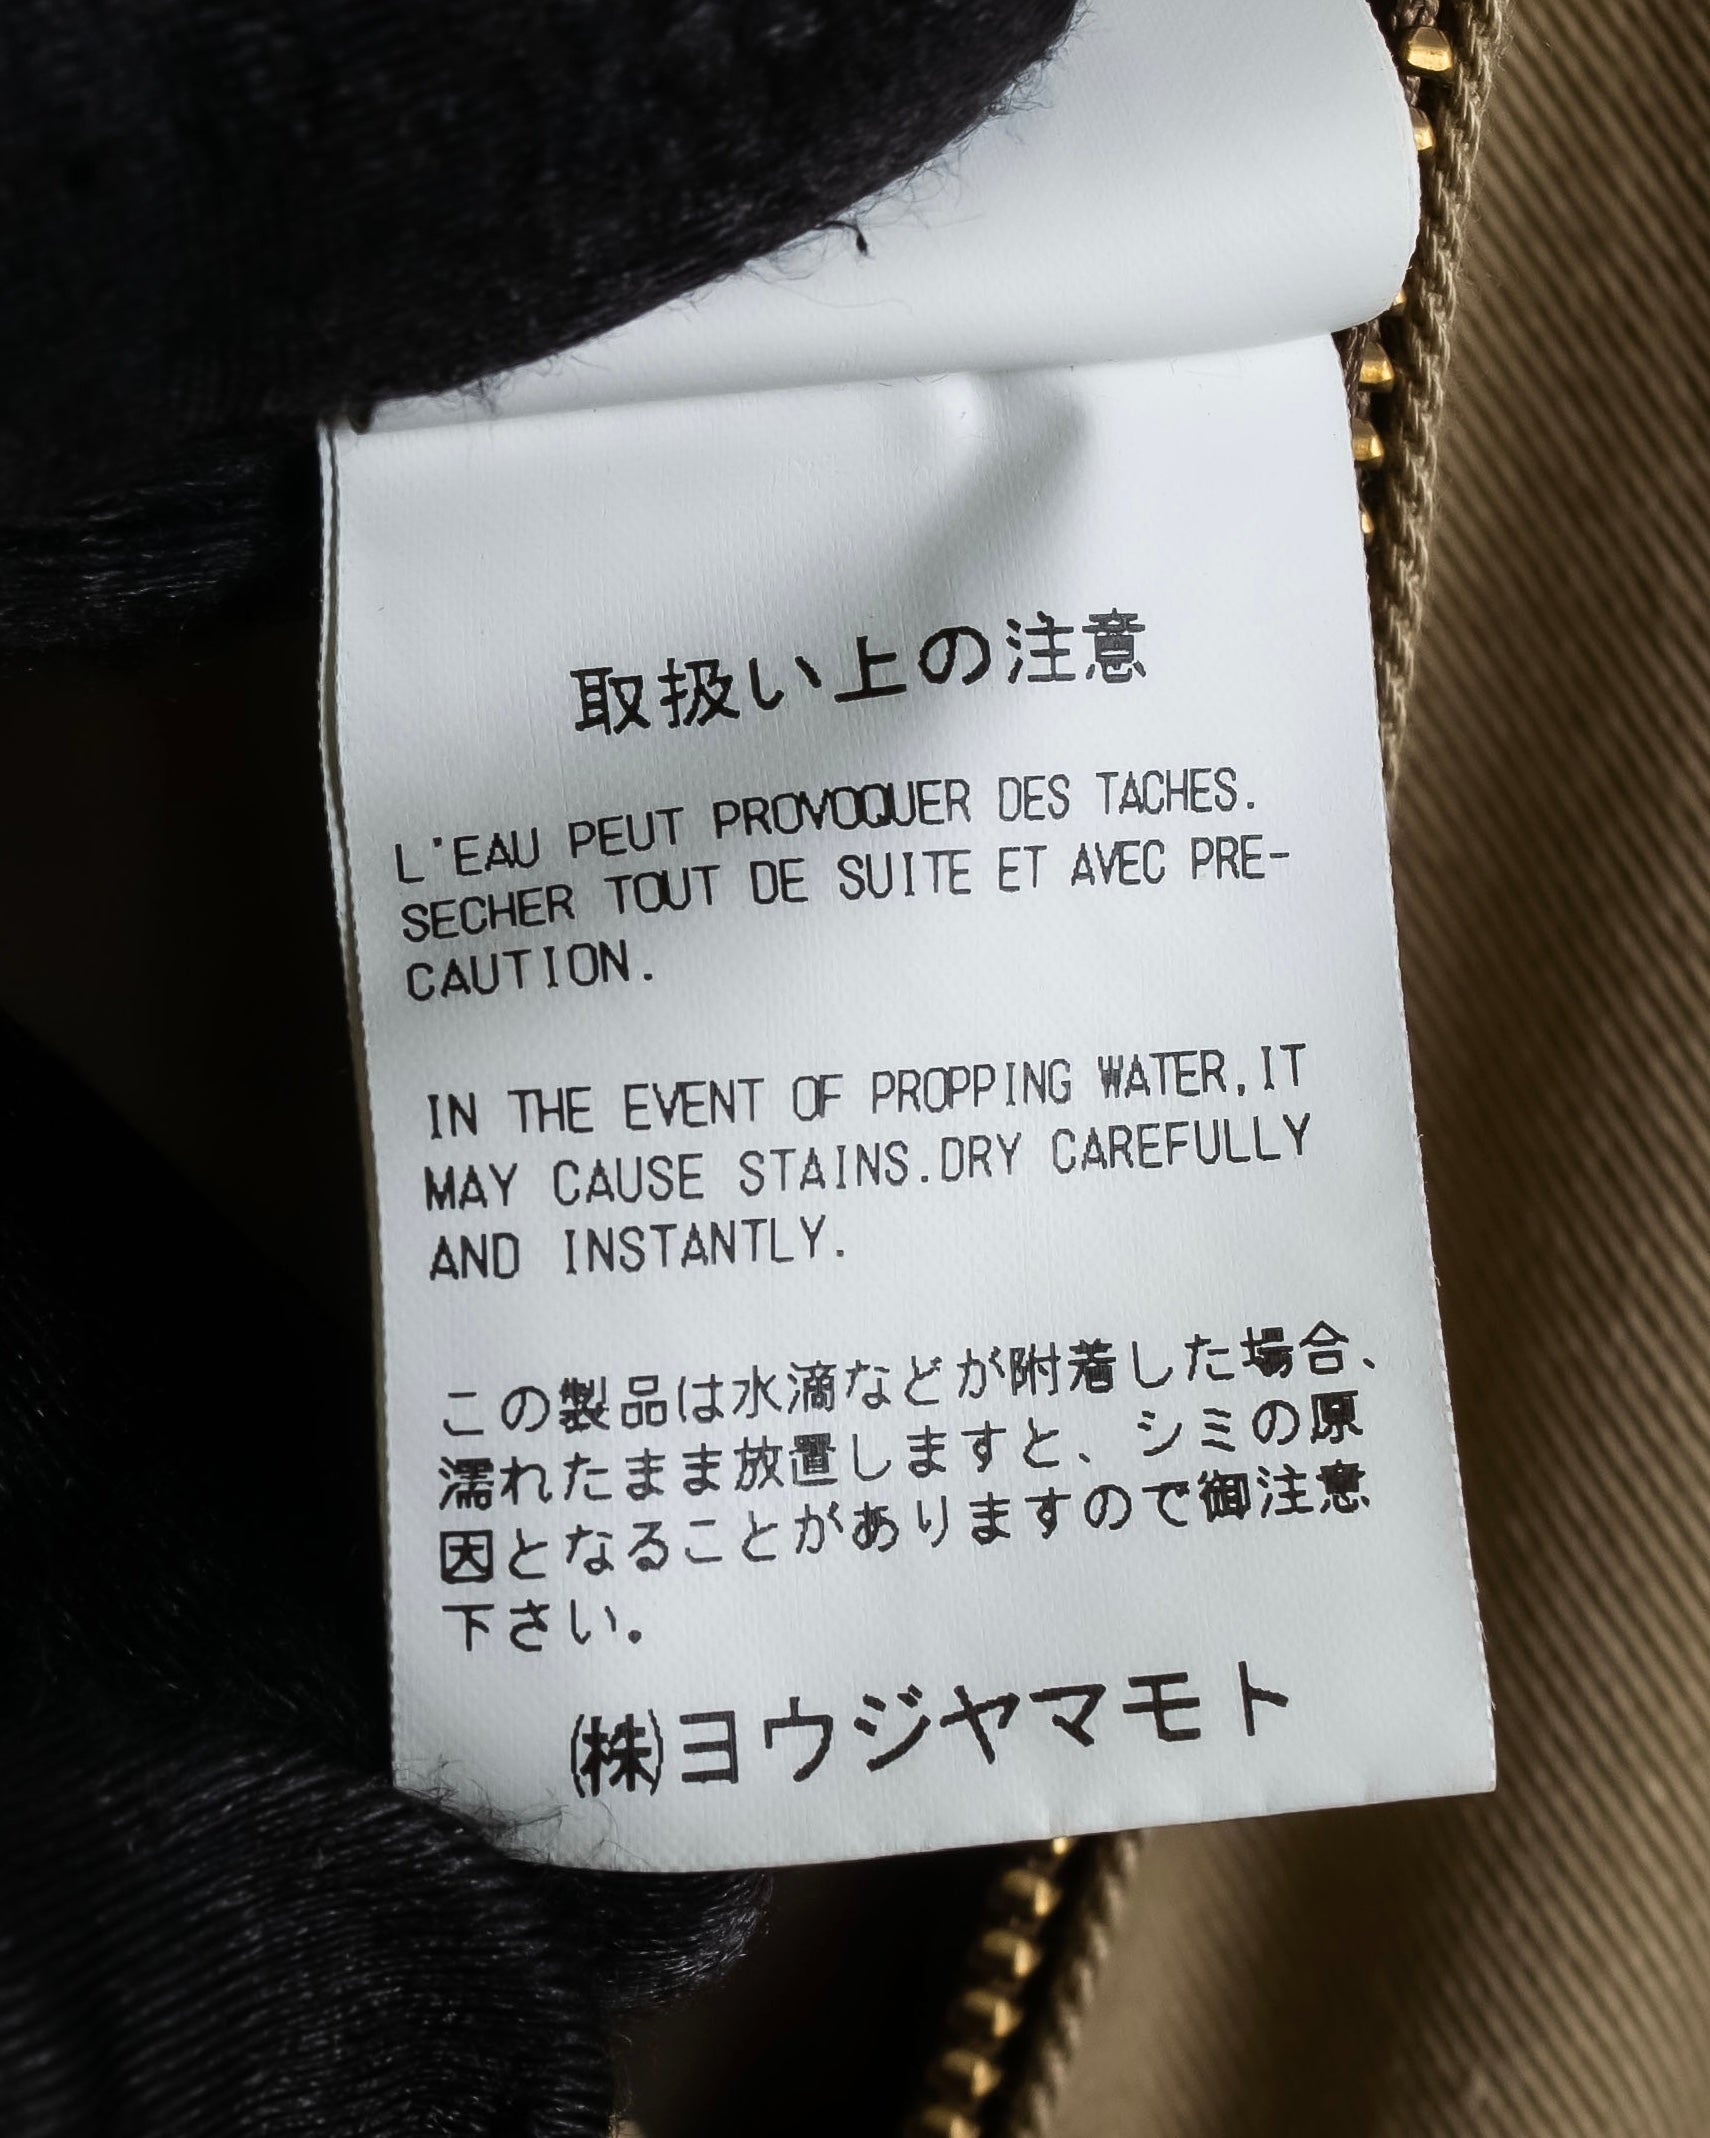 取扱い上の注意
L'EAU PEUT PROVOQUER DES TACHES.
SECHER TOUT DE SUITE ET AVEC PRE-
CAUTION.
IN THE EVENT OF PROPPING WATER,IT
MAY CAUSE STAINS.DRY CAREFULLY
AND INSTANTLY.
この製品は水滴などが附着した場合、
濡れたまま放置しますと、シミの原
因となることがありますので御注意
下さい。
(株)ヨウジヤマモト